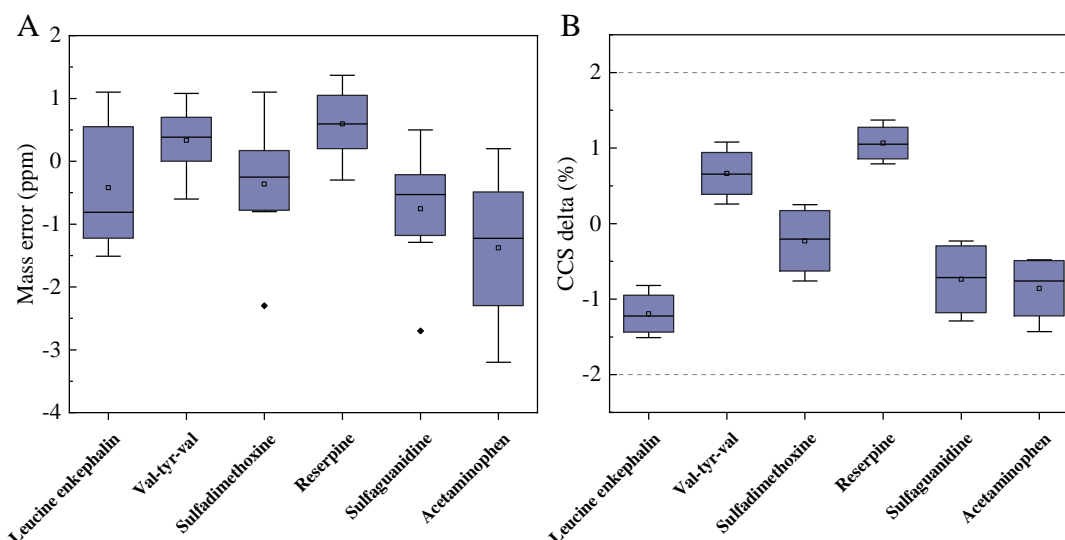 A
Mass error (ppm)
2
1
0
-1
-2
-3
-4
Leucine enkephalin
Val-tyr-val
Sulfadimethoxine
Reserpine
Sulfaguanidine
Acetaminophen
B
CCS delta (%)
2
1
0
-1
-2
Leucine enkephalin
Val-tyr-val
Sulfadimethoxine
Reserpine
Sulfaguanidine
Acetaminophen